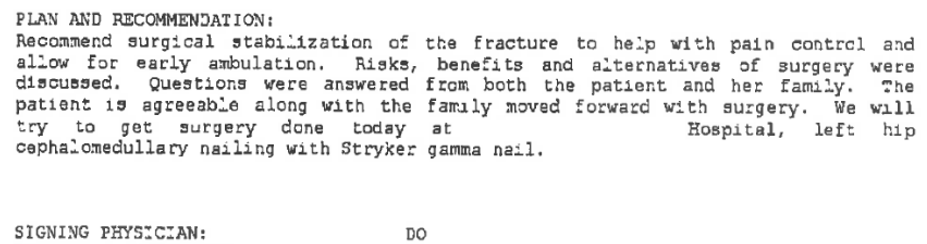 PLAN AND RECOMMENDATION:
Recommend surgical stabilization of the fracture to help with pain control and
allow for early ambulation. Risks, benefits and alternatives of surgery were
discussed. Questions were answered from both the patient and her family. The
patient is agreeable along with the family moved forward with surgery. We will
try to get surgery done today at Hospital, left hip
cephalomedullary nailing with Stryker gamma nail.
SIGNING PHYSICIAN: DO